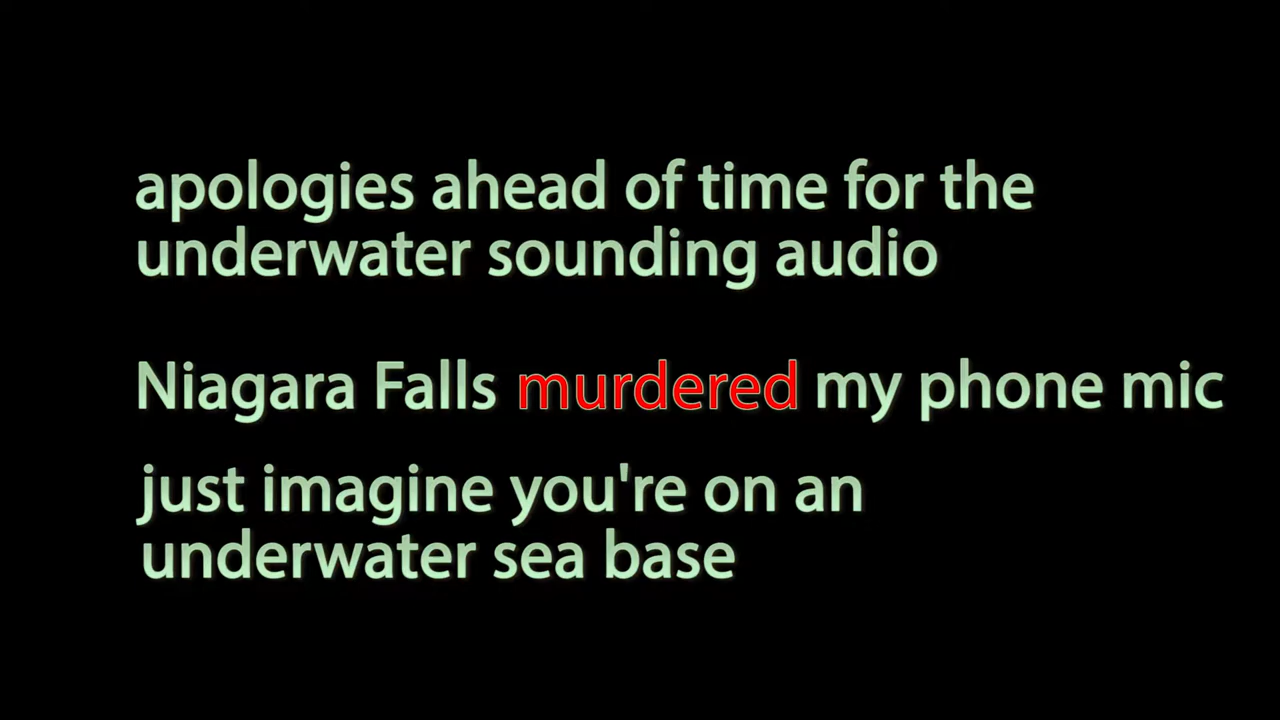 apologies ahead of time for the
underwater sounding audio
Niagara Falls murdered my phone mic
just imagine you're on an
underwater sea base